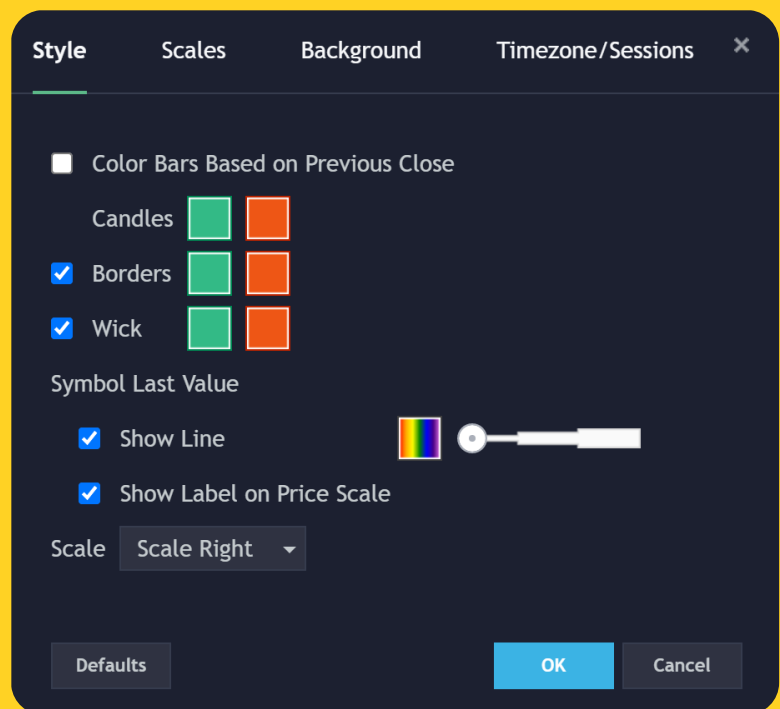 Style Scales Background Timezone/Sessions ×
Color Bars Based on Previous Close
Candles
Borders
Wick
Symbol Last Value
Show Line
Show Label on Price Scale
Scale Scale Right
Defaults OK Cancel